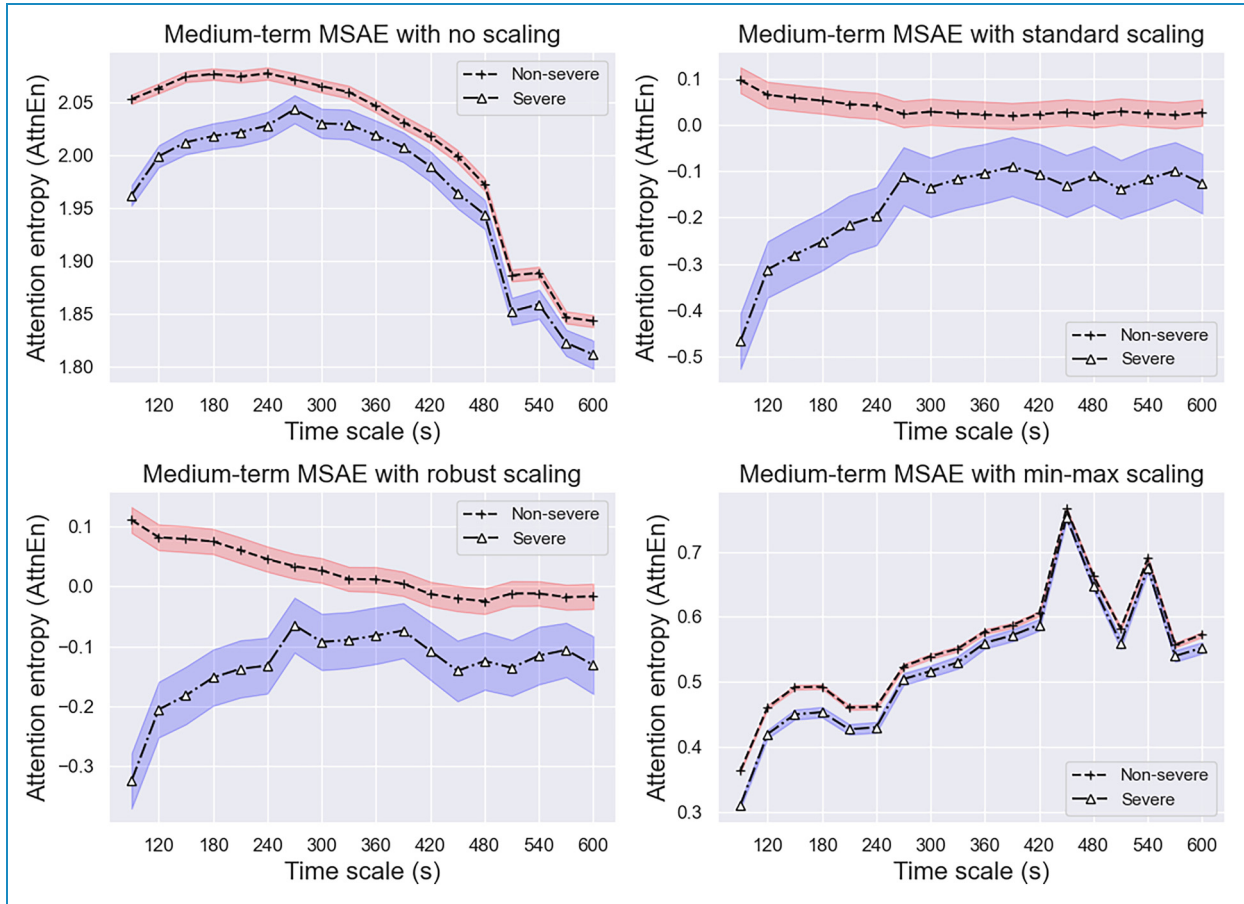 Medium-term MSAE with no scaling
Attention entropy (AttnEn)
2.05
2.00
1.95
1.90
1.85
1.80
Non-severe
Severe
120 180 240 300 360 420 480 540 600
Time scale (s)
Medium-term MSAE with standard scaling
Attention entropy (AttnEn)
0.1
0.0
−0.1
−0.2
−0.3
−0.4
−0.5
Non-severe
Severe
120 180 240 300 360 420 480 540 600
Time scale (s)
Medium-term MSAE with robust scaling
Attention entropy (AttnEn)
0.1
0.0
−0.1
−0.2
−0.3
Non-severe
Severe
120 180 240 300 360 420 480 540 600
Time scale (s)
Medium-term MSAE with min-max scaling
Attention entropy (AttnEn)
0.7
0.6
0.5
0.4
0.3
Non-severe
Severe
120 180 240 300 360 420 480 540 600
Time scale (s)